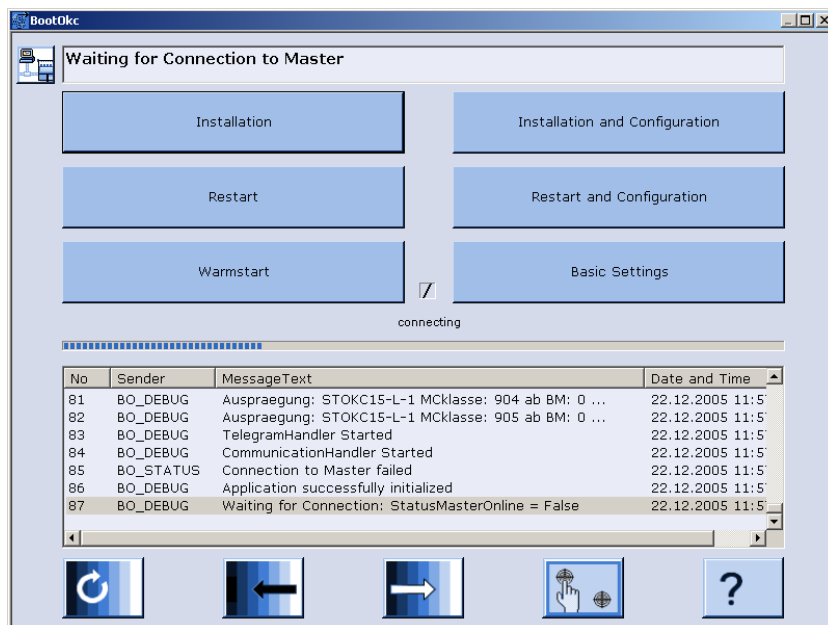 BootOkc
Waiting for Connection to Master
Installation
Installation and Configuration
Restart
Restart and Configuration
Warmstart
Basic Settings
connecting
No Sender MessageText Date and Time
81 BO_DEBUG Auspraegung: STOKC15-L-1 MCklasse: 904 ab BM: 0 ... 22.12.2005 11:5
82 BO_DEBUG Auspraegung: STOKC15-L-1 MCklasse: 905 ab BM: 0 ... 22.12.2005 11:5
83 BO_DEBUG TelegramHandler Started 22.12.2005 11:5
84 BO_DEBUG CommunicationHandler Started 22.12.2005 11:5
85 BO_STATUS Connection to Master failed 22.12.2005 11:5
86 BO_DEBUG Application successfully initialized 22.12.2005 11:5
87 BO_DEBUG Waiting for Connection: StatusMasterOnline = False 22.12.2005 11:5
?